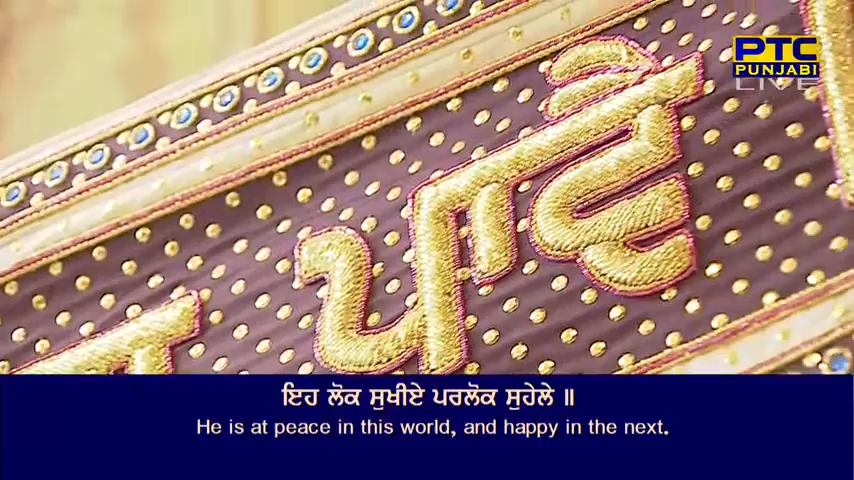 PTC
PUNJABI
LIVE
ਪਾਵੈ
ਇਹ ਲੋਕ ਸੁਖੀਏ ਪਰਲੋਕ ਸੁਹੇਲੇ ॥
He is at peace in this world, and happy in the next.